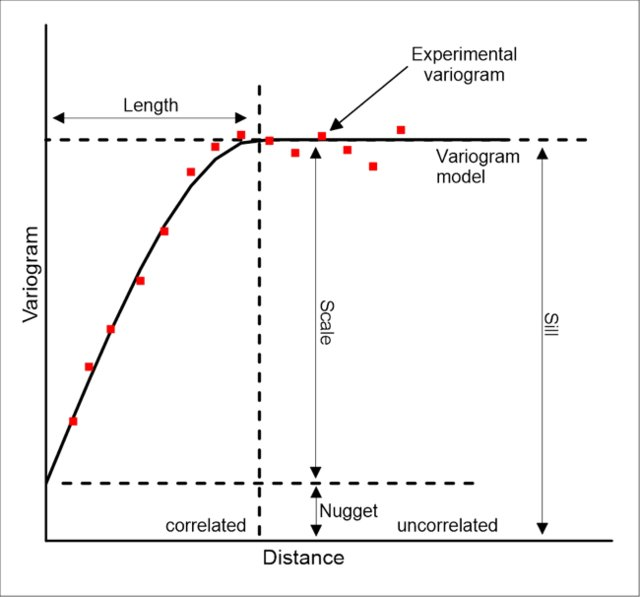 Experimental
variogram
Length
Variogram
model
Variogram
Scale
Sill
Nugget
correlated
uncorrelated
Distance